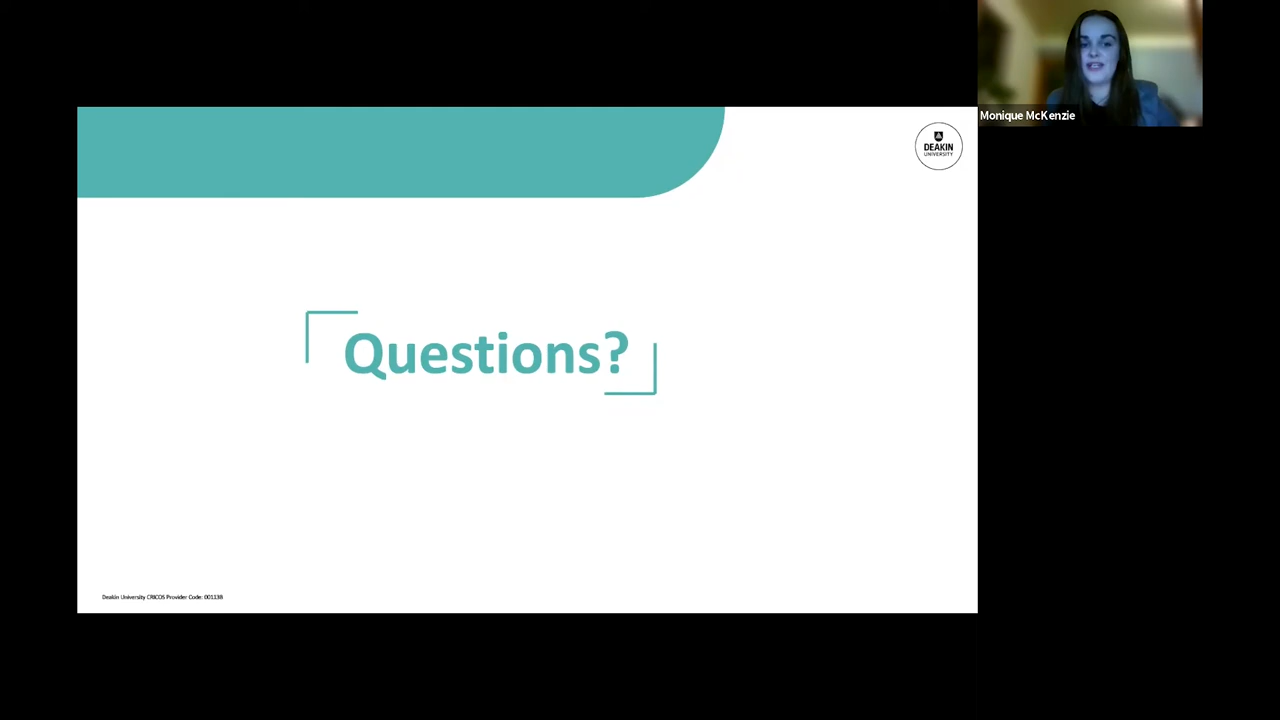 Monique McKenzie
DEAKIN
UNIVERSITY
Questions?
Deakin University CRICOS Provider Code: 00113B